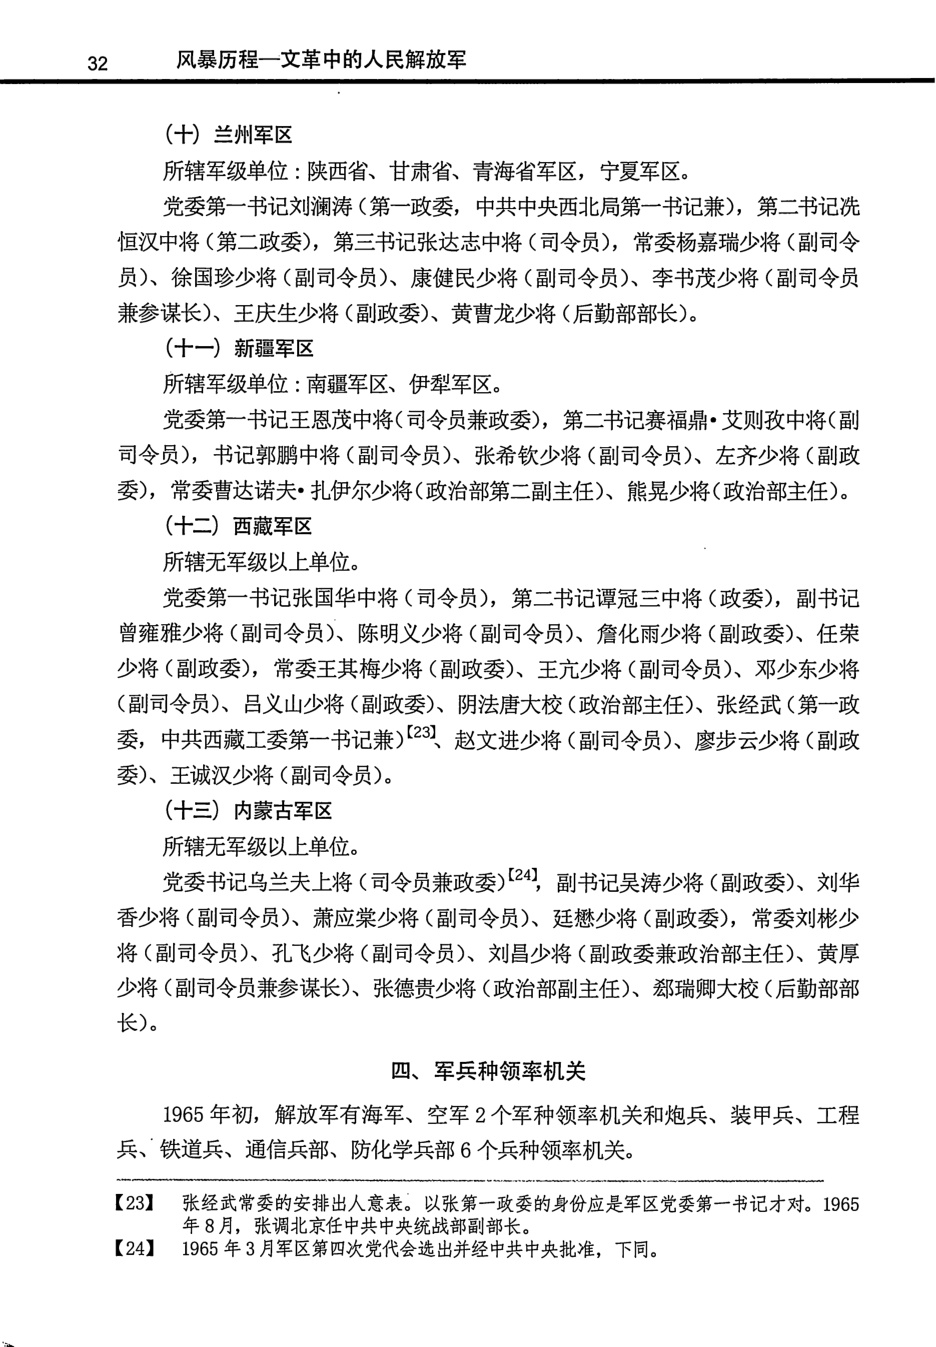 32 风暴历程—文革中的人民解放军
（十）兰州军区
所辖军级单位：陕西省、甘肃省、青海省军区，宁夏军区。
党委第一书记刘澜涛（第一政委，中共中央西北局第一书记兼），第二书记冼
恒汉中将（第二政委），第三书记张达志中将（司令员），常委杨嘉瑞少将（副司令
员）、徐国珍少将（副司令员）、康健民少将（副司令员）、李书茂少将（副司令员
兼参谋长）、王庆生少将（副政委）、黄曹龙少将（后勤部部长）。
（十一）新疆军区
所辖军级单位：南疆军区、伊犁军区。
党委第一书记王恩茂中将（司令员兼政委），第二书记赛福鼎•艾则孜中将（副
司令员），书记郭鹏中将（副司令员）、张希钦少将（副司令员）、左齐少将（副政
委），常委曹达诺夫•扎伊尔少将（政治部第二副主任）、熊晃少将（政治部主任）。
（十二）西藏军区
所辖无军级以上单位。
党委第一书记张国华中将（司令员），第二书记谭冠三中将（政委），副书记
曾雍雅少将（副司令员）、陈明义少将（副司令员）、詹化雨少将（副政委）、任荣
少将（副政委），常委王其梅少将（副政委）、王亢少将（副司令员）、邓少东少将
（副司令员）、吕义山少将（副政委）、阴法唐大校（政治部主任）、张经武（第一政
委，中共西藏工委第一书记兼）【23】、赵文进少将（副司令员）、廖步云少将（副政
委）、王诚汉少将（副司令员）。
（十三）内蒙古军区
所辖无军级以上单位。
党委书记乌兰夫上将（司令员兼政委）【24】，副书记吴涛少将（副政委）、刘华
香少将（副司令员）、萧应棠少将（副司令员）、廷懋少将（副政委），常委刘彬少
将（副司令员）、孔飞少将（副司令员）、刘昌少将（副政委兼政治部主任）、黄厚
少将（副司令员兼参谋长）、张德贵少将（政治部副主任）、郄瑞卿大校（后勤部部
长）。
四、军兵种领率机关
1965 年初，解放军有海军、空军 2 个军种领率机关和炮兵、装甲兵、工程
兵、铁道兵、通信兵部、防化学兵部 6 个兵种领率机关。
【23】 张经武常委的安排出人意表。以张第一政委的身份应是军区党委第一书记才对。1965
年 8 月，张调北京任中共中央统战部副部长。
【24】 1965 年 3 月军区第四次党代会选出并经中共中央批准，下同。